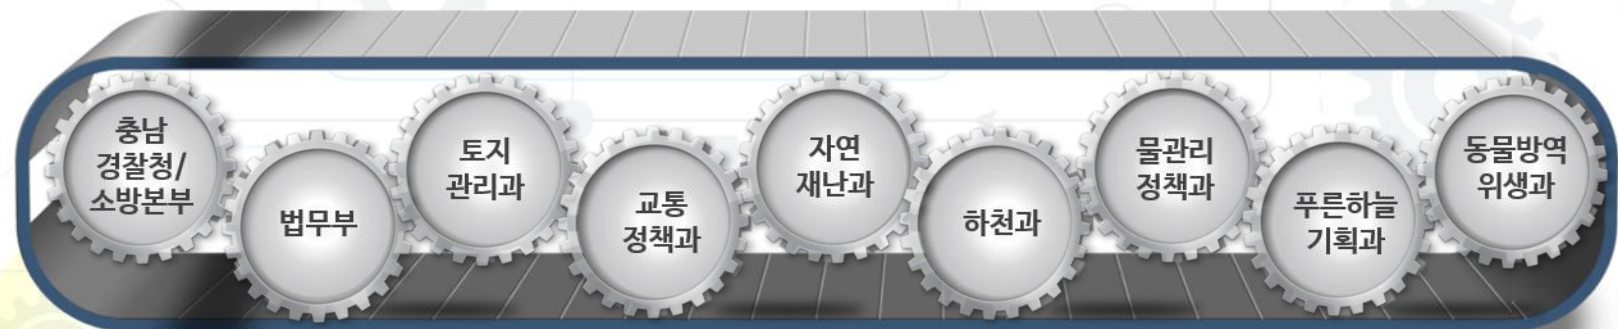 충남
경찰청/
소방본부
법무부
토지
관리과
교통
정책과
자연
재난과
하천과
물관리
정책과
푸른하늘
기획과
동물방역
위생과